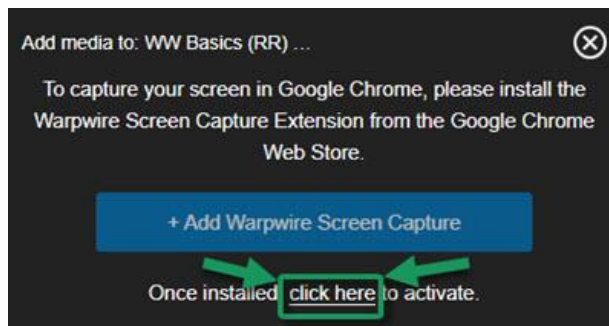 Add media to: WW Basics (RR) ...
To capture your screen in Google Chrome, please install the
Warpwire Screen Capture Extension from the Google Chrome
Web Store.
+ Add Warpwire Screen Capture
Once installed click here to activate.